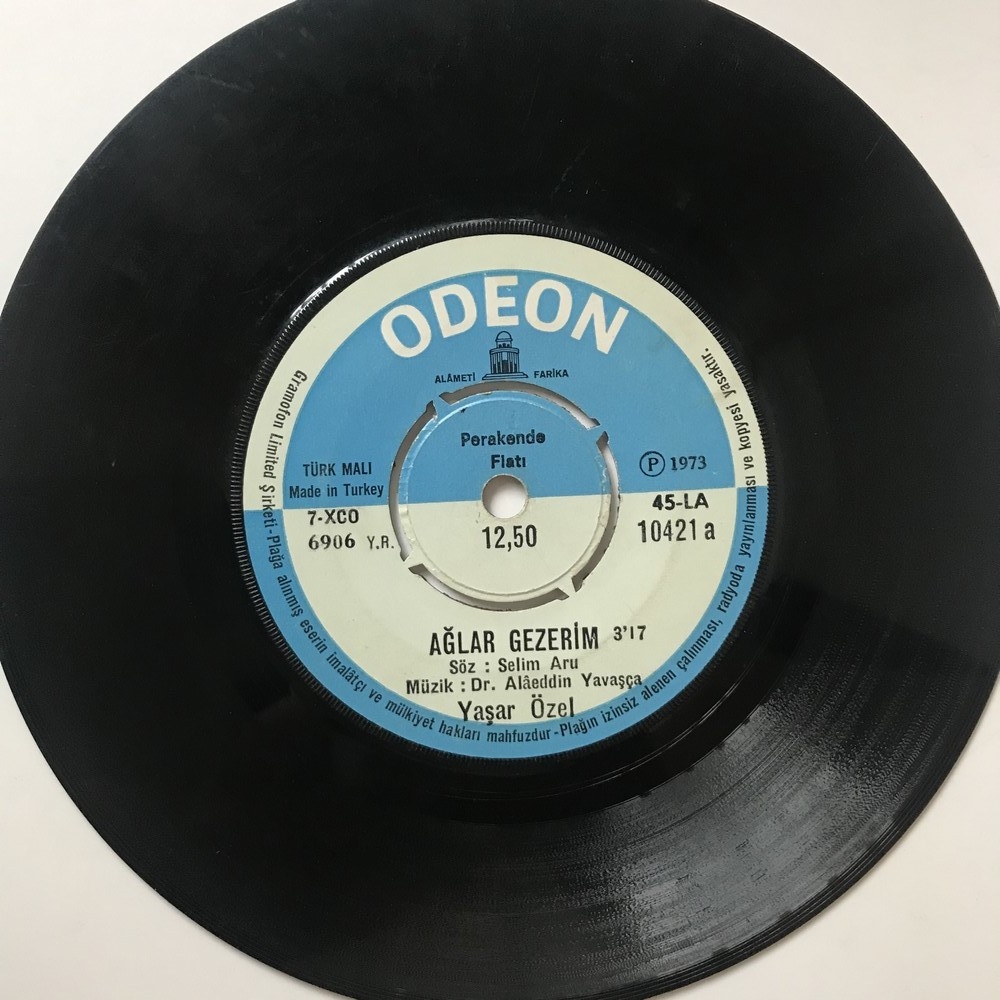 ODEON
ALÂMETİ FARİKA
Perakende
Fiatı
TÜRK MALI
Made in Turkey
Ⓟ 1973
7-XCO
6906 Y.R.
12,50
45-LA
10421 a
AĞLAR GEZERİM 3'17
Söz : Selim Aru
Müzik : Dr. Alâeddin Yavaşça
Yaşar Özel
Gramofon Limited Şirketi-Plağa alınmış eserin imalâtçı ve mülkiyet hakları mahfuzdur-Plağın izinsiz alenen çalınması, radyoda yayınlanması ve kopyesi yasaktır.